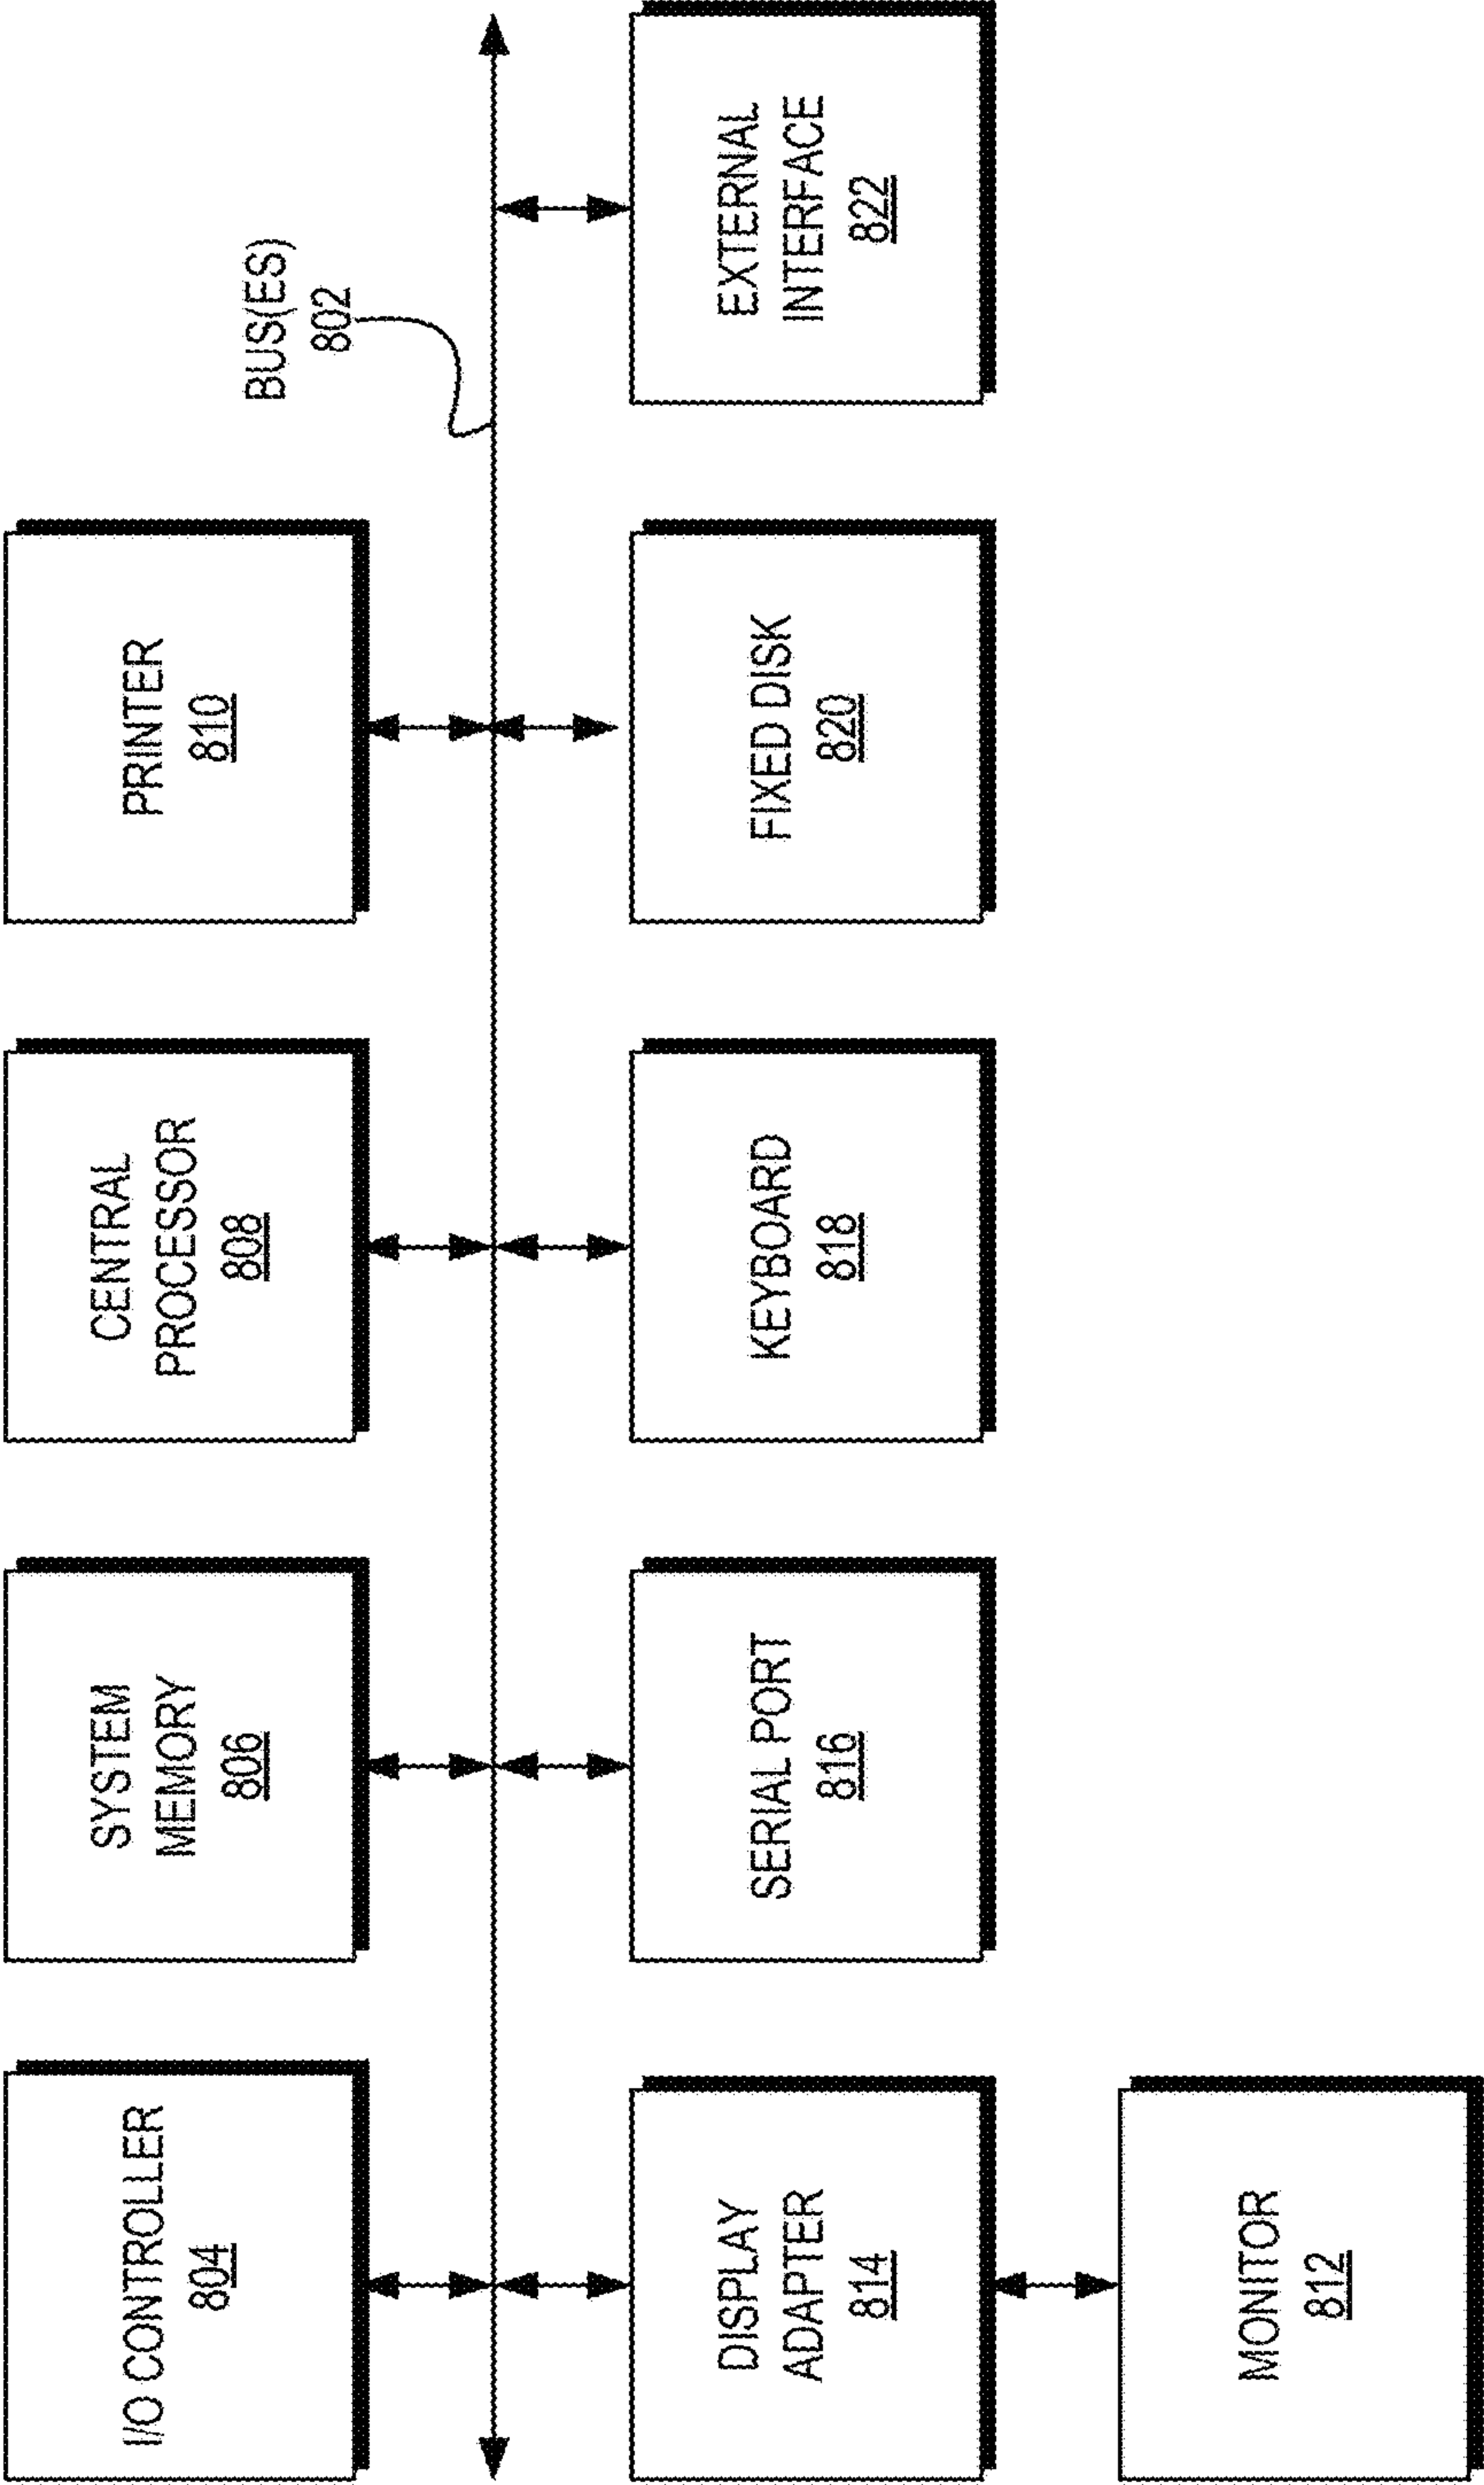 I/O CONTROLLER
804
SYSTEM
MEMORY
806
CENTRAL
PROCESSOR
808
PRINTER
810
BUS(ES)
802
DISPLAY
ADAPTER
814
SERIAL PORT
816
KEYBOARD
818
FIXED DISK
820
EXTERNAL
INTERFACE
822
MONITOR
812